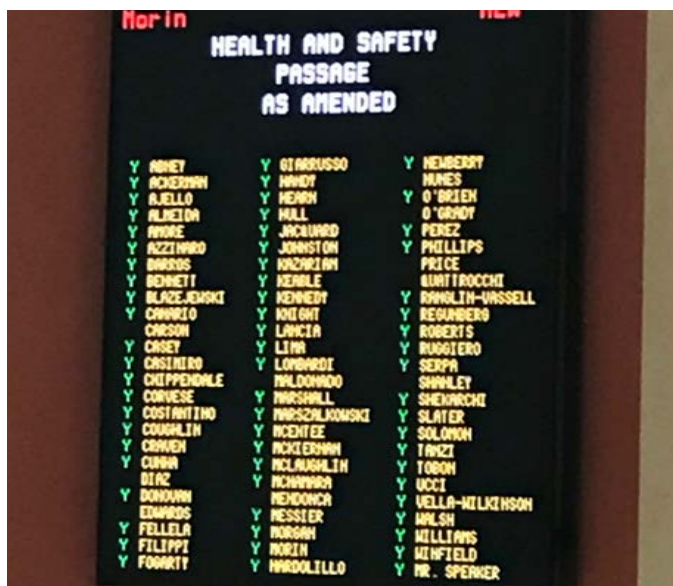 Morin
HEALTH AND SAFETY
PASSAGE
AS AMENDED
Y ABNEY
Y ACKERMAN
Y AJELLO
Y ALMEIDA
Y AMORE
Y AZZINARO
Y BARROS
Y BENNETT
Y BLAZEJEWSKI
Y CANARIO
CARSON
Y CASEY
Y CASIMIRO
Y CHIPPENDALE
Y CORVESE
Y COSTANTINO
Y COUGHLIN
Y CRAVEN
Y CUNHA
DIAZ
Y DONOVAN
EDWARDS
Y FELLELA
Y FILIPPI
Y FOGARTY
Y GIARRUSSO
Y HANDY
Y HEARN
Y HULL
Y JACQUARD
Y JOHNSTON
Y KAZARIAN
Y KEABLE
Y KENNEDY
Y KNIGHT
Y LANCIA
Y LIMA
Y LOMBARDI
MALDONADO
Y MARSHALL
Y MARSZALKOWSKI
Y MCENTEE
Y MCKIERNAN
Y MCLAUGHLIN
Y MCNAMARA
MENDONCA
Y MESSIER
Y MORGAN
Y MORIN
Y NARDOLILLO
Y NEWBERRY
NUNES
Y O'BRIEN
O'GRADY
Y PEREZ
Y PHILLIPS
PRICE
QUATTROCCHI
Y RANGLIN-VASSELL
Y REGUNBERG
Y ROBERTS
Y RUGGIERO
Y SERPA
SHANLEY
Y SHEKARCHI
Y SLATER
Y SOLOMON
Y TANZI
Y TOBON
Y UCCI
Y VELLA-WILKINSON
Y WALSH
Y WILLIAMS
Y WINFIELD
Y MR. SPEAKER